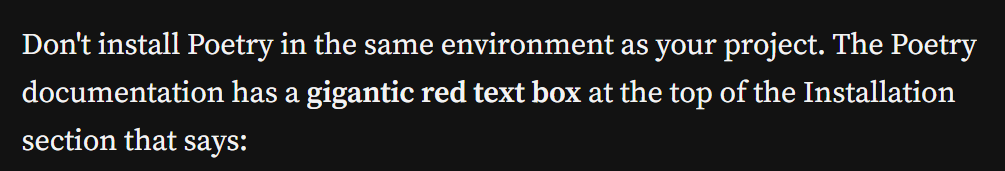 Don't install Poetry in the same environment as your project. The Poetry
documentation has a gigantic red text box at the top of the Installation
section that says: